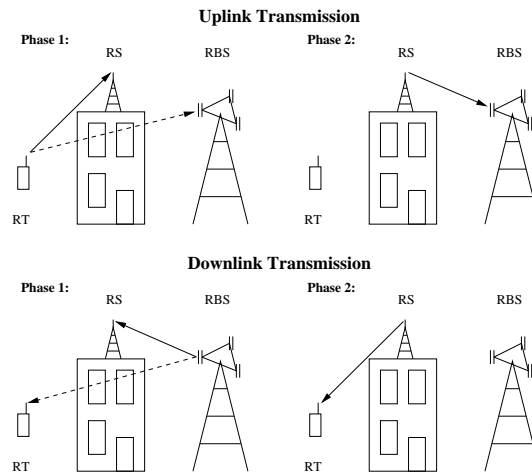 Uplink Transmission
Phase 1:
RS
RBS
RT
Phase 2:
RS
RBS
RT
Downlink Transmission
Phase 1:
RS
RBS
RT
Phase 2:
RS
RBS
RT